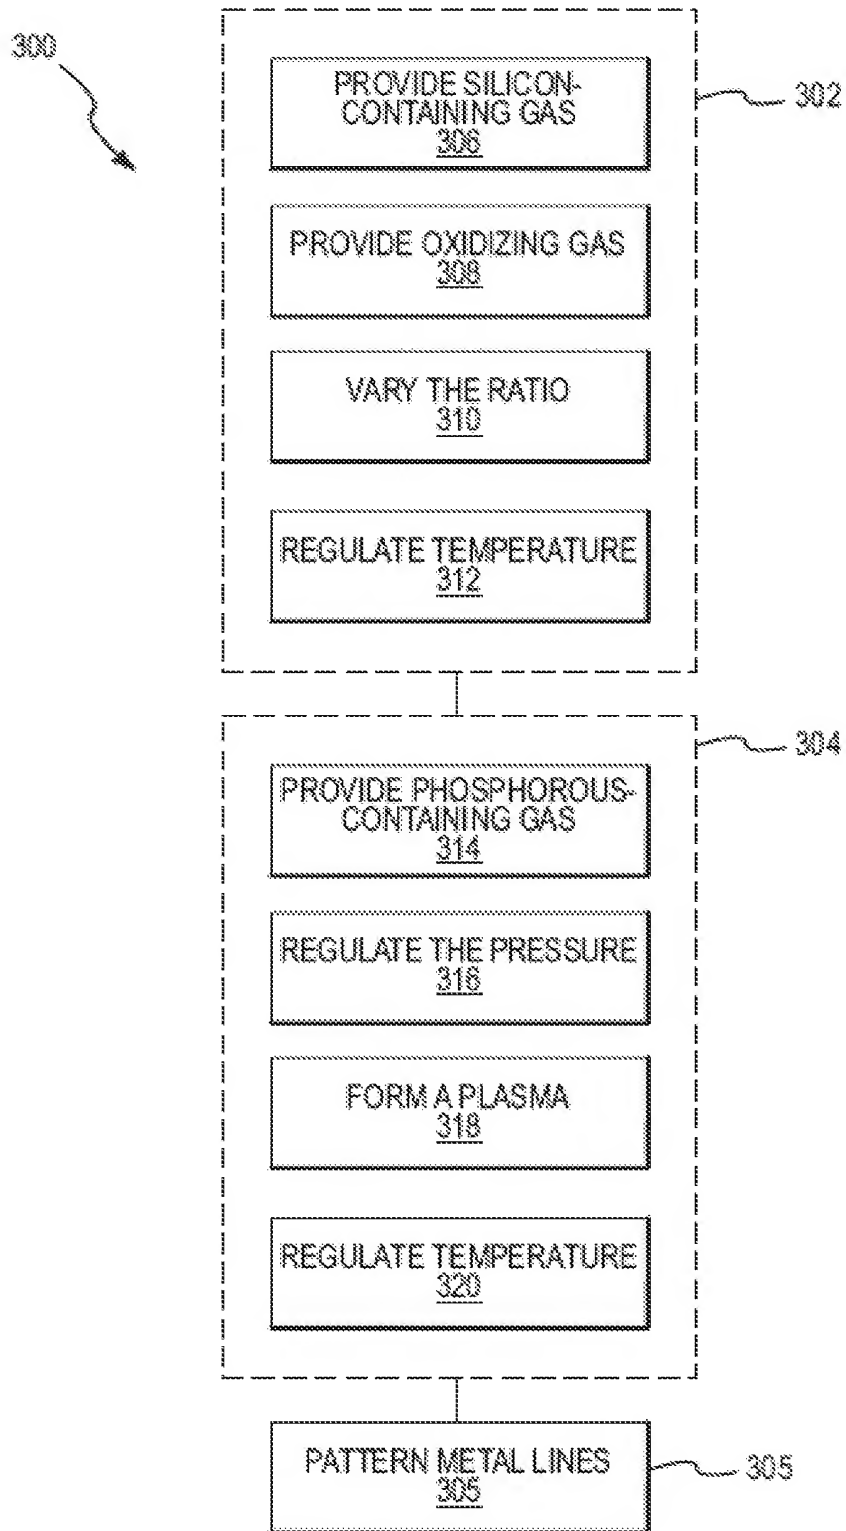 300
PROVIDE SILICON-
CONTAINING GAS
306
302
PROVIDE OXIDIZING GAS
308
VARY THE RATIO
310
REGULATE TEMPERATURE
312
304
PROVIDE PHOSPHOROUS-
CONTAINING GAS
314
REGULATE THE PRESSURE
316
FORM A PLASMA
318
REGULATE TEMPERATURE
320
PATTERN METAL LINES
305
305